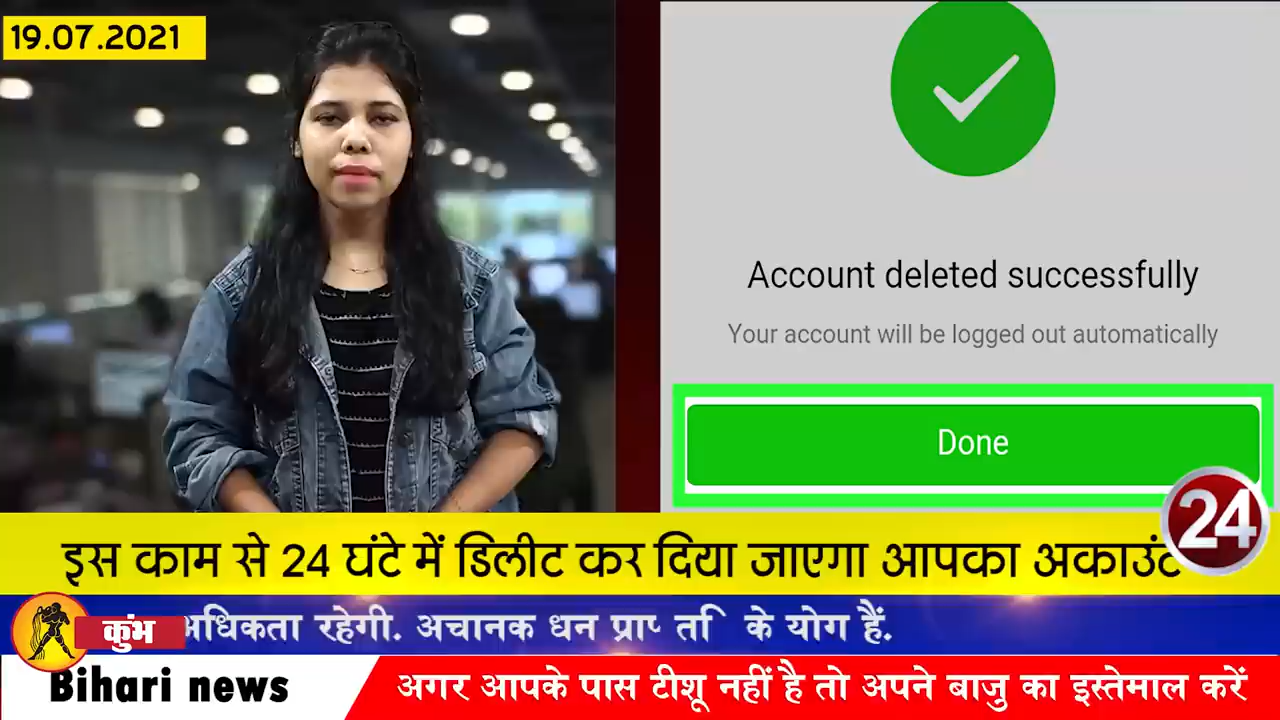 19.07.2021
Account deleted successfully
Your account will be logged out automatically
Done
24
इस काम से 24 घंटे में डिलीट कर दिया जाएगा आपका अकाउंट
कुंभ
अधिकता रहेगी. अचानक धन प्राप्‍ति के योग हैं.
Bihari news
अगर आपके पास टीशू नहीं है तो अपने बाजु का इस्तेमाल करें